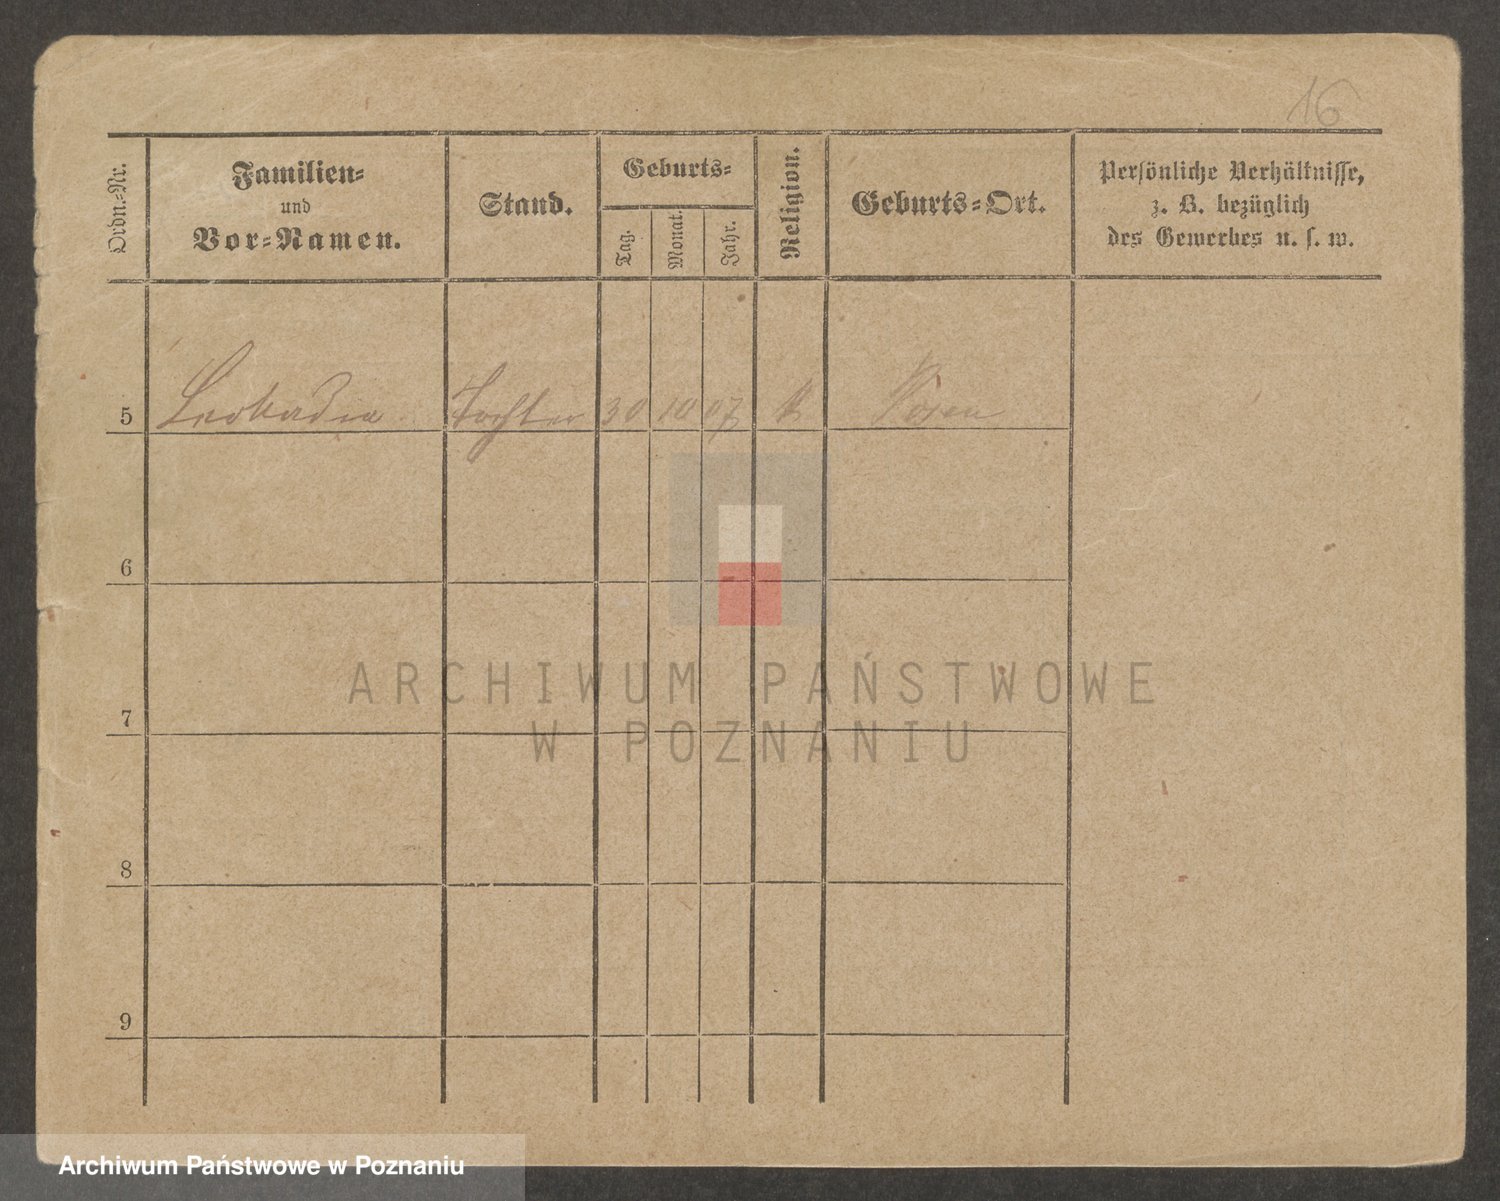 16
Ordn.-Nr.
Familien-
und
Vor-Namen.
Stand.
Geburts-
Tag.
Monat.
Jahr.
Religion.
Geburts-Ort.
Persönliche Verhältnisse,
z. B. bezüglich
des Gewerbes u. s. w.
5 Leokadia Tochter 30 10 07 k Posen
6
7
8
9
ARCHIWUM PAŃSTWOWE
W POZNANIU
Archiwum Państwowe w Poznaniu